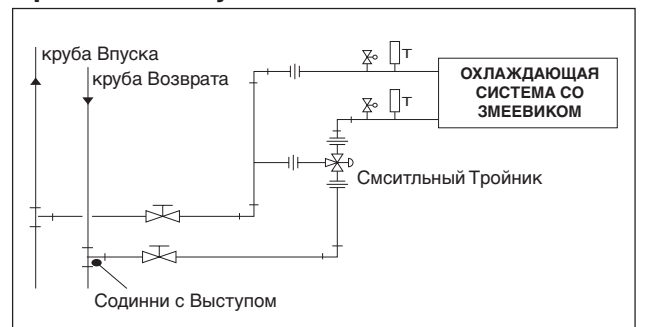 круба Впуска
круба Возврата
T
T
ОХЛАЖДАЮЩАЯ
СИСТЕМА СО
ЗМЕЕВИКОМ
Смситльный Тройник
Содинни с Выступом